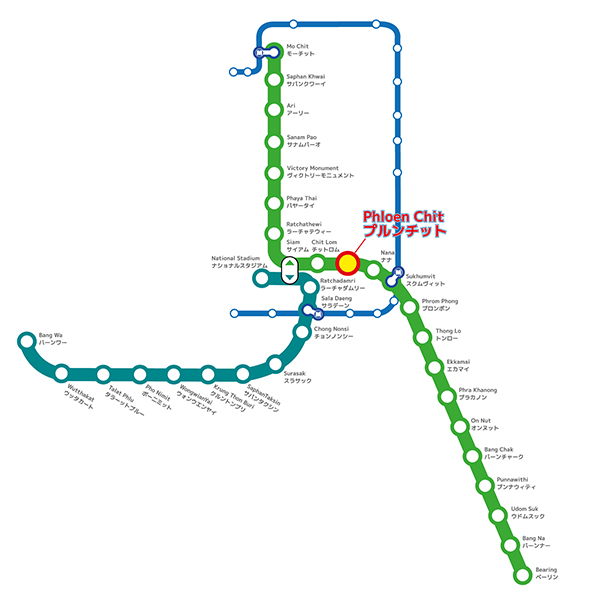 Mo Chit
モーチット
Saphan Khwai
サパンクワーイ
Ari
アーリー
Sanam Pao
サナムパーオ
Victory Monument
ヴィクトリーモニュメント
Phaya Thai
パヤータイ
Ratchathewi
ラーチャテウィー
Siam
サイアム
Chit Lom
チットロム
Phloen Chit
プルンチット
Nana
ナナ
Sukhumvit
スクムヴィット
National Stadium
ナショナルスタジアム
Ratchadamri
ラーチャダムリー
Sala Daeng
サラデーン
Chong Nonsi
チョンノンシー
Surasak
スラサック
SaphanTaksin
サパンタクシン
Krung Thon Buri
クルントンブリ
WongwianYai
ウォンウエンヤイ
Pho Nimit
ポーニミット
Talat Phlu
タラートプルー
Wutthakat
ウッタカート
Bang Wa
バーンワー
Phrom Phong
プロンポン
Thong Lo
トンロー
Ekkamai
エカマイ
Phra Khanong
プラカノン
On Nut
オンヌット
Bang Chak
バーンチャーク
Punnawithi
プンナウィティ
Udom Suk
ウドムスック
Bang Na
バーンナー
Bearing
ベーリン